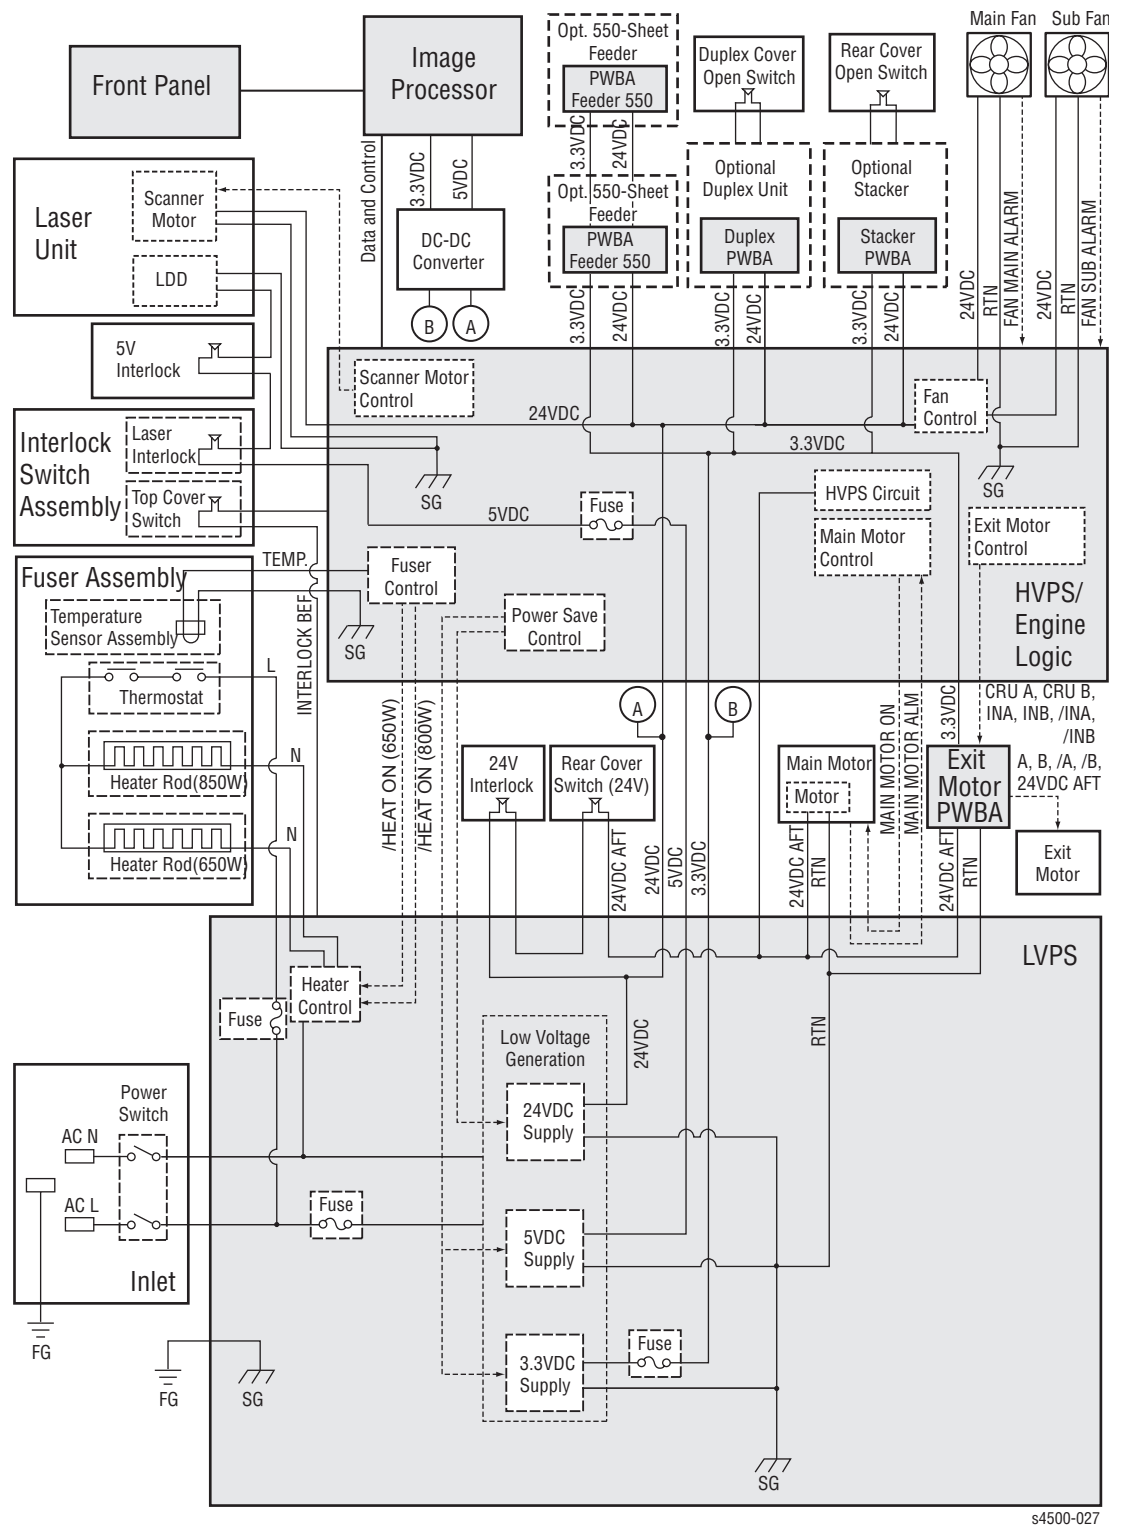 Main Fan
Sub Fan
Front Panel
Image
Processor
Opt. 550-Sheet
Feeder
PWBA
Feeder 550
Duplex Cover
Open Switch
Rear Cover
Open Switch
Data and Control
3.3VDC
5VDC
3.3VDC
24VDC
Laser
Unit
Scanner
Motor
LDD
DC-DC
Converter
B
A
Opt. 550-Sheet
Feeder
PWBA
Feeder 550
Optional
Duplex Unit
Duplex
PWBA
Optional
Stacker
Stacker
PWBA
3.3VDC
24VDC
3.3VDC
24VDC
3.3VDC
24VDC
24VDC
RTN
FAN MAIN ALARM
24VDC
RTN
FAN SUB ALARM
5V
Interlock
Scanner Motor
Control
Fan
Control
24VDC
3.3VDC
Interlock
Switch
Assembly
Laser
Interlock
Top Cover
Switch
SG
SG
5VDC
Fuse
HVPS Circuit
Main Motor
Control
Exit Motor
Control
HVPS/
Engine
Logic
Fuser Assembly
TEMP.
Fuser
Control
Temperature
Sensor Assembly
SG
Power Save
Control
INTERLOCK BEF
L
Thermostat
N
Heater Rod(850W)
N
Heater Rod(650W)
/HEAT ON (650W)
/HEAT ON (800W)
A
B
24V
Interlock
Rear Cover
Switch (24V)
24VDC AFT
24VDC
5VDC
3.3VDC
Main Motor
Motor
24VDC AFT
RTN
MAIN MOTOR ON
MAIN MOTOR ALM
3.3VDC
CRU A, CRU B,
INA, INB, /INA,
/INB
Exit
Motor
PWBA
A, B, /A, /B,
24VDC AFT
24VDC AFT
RTN
Exit
Motor
LVPS
Heater
Control
Fuse
Low Voltage
Generation
24VDC
RTN
24VDC
Supply
5VDC
Supply
3.3VDC
Supply
Fuse
Fuse
Power
Switch
AC N
AC L
Inlet
FG
FG
SG
SG
s4500-027